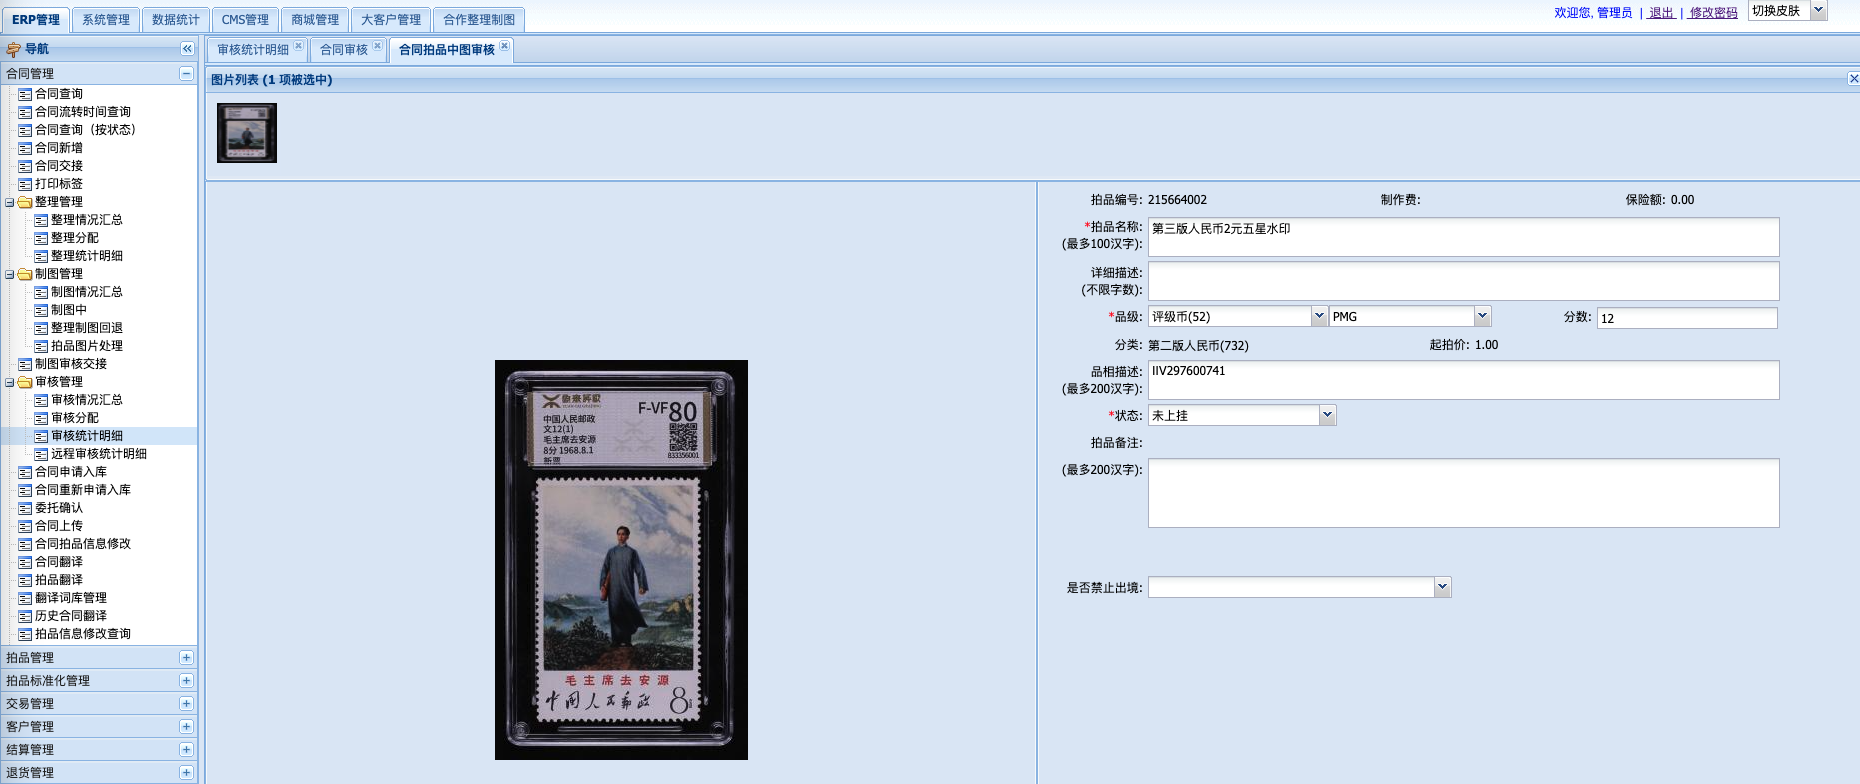 ERP管理 系统管理 数据统计 CMS管理 商城管理 大客户管理 合作整理制图
欢迎您, 管理员 | 退出 | 修改密码 切换皮肤
导航
合同管理
合同查询
合同流转时间查询
合同查询（按状态）
合同新增
合同交接
打印标签
整理管理
整理情况汇总
整理分配
整理统计明细
制图管理
制图情况汇总
制图中
整理制图回退
拍品图片处理
制图审核交接
审核管理
审核情况汇总
审核分配
审核统计明细
远程审核统计明细
合同申请入库
合同重新申请入库
委托确认
合同上传
合同拍品信息修改
合同翻译
拍品翻译
翻译词库管理
历史合同翻译
拍品信息修改查询
拍品管理
拍品标准化管理
交易管理
客户管理
结算管理
退货管理
审核统计明细 合同审核 合同拍品中图审核
图片列表 (1 项被选中)
F-VF80
中国人民邮政
文12(1)
毛主席去安源
8分 1968.8.1
新票
833356001
毛主席去安源
中国人民邮政 8分
拍品编号: 215664002 制作费: 保险额: 0.00
*拍品名称: 第三版人民币2元五星水印
(最多100汉字):
详细描述:
(不限字数):
*品级: 评级币(52) PMG 分数: 12
分类: 第二版人民币(732) 起拍价: 1.00
品相描述: IIV297600741
(最多200汉字):
*状态: 未上挂
拍品备注:
(最多200汉字):
是否禁止出境: